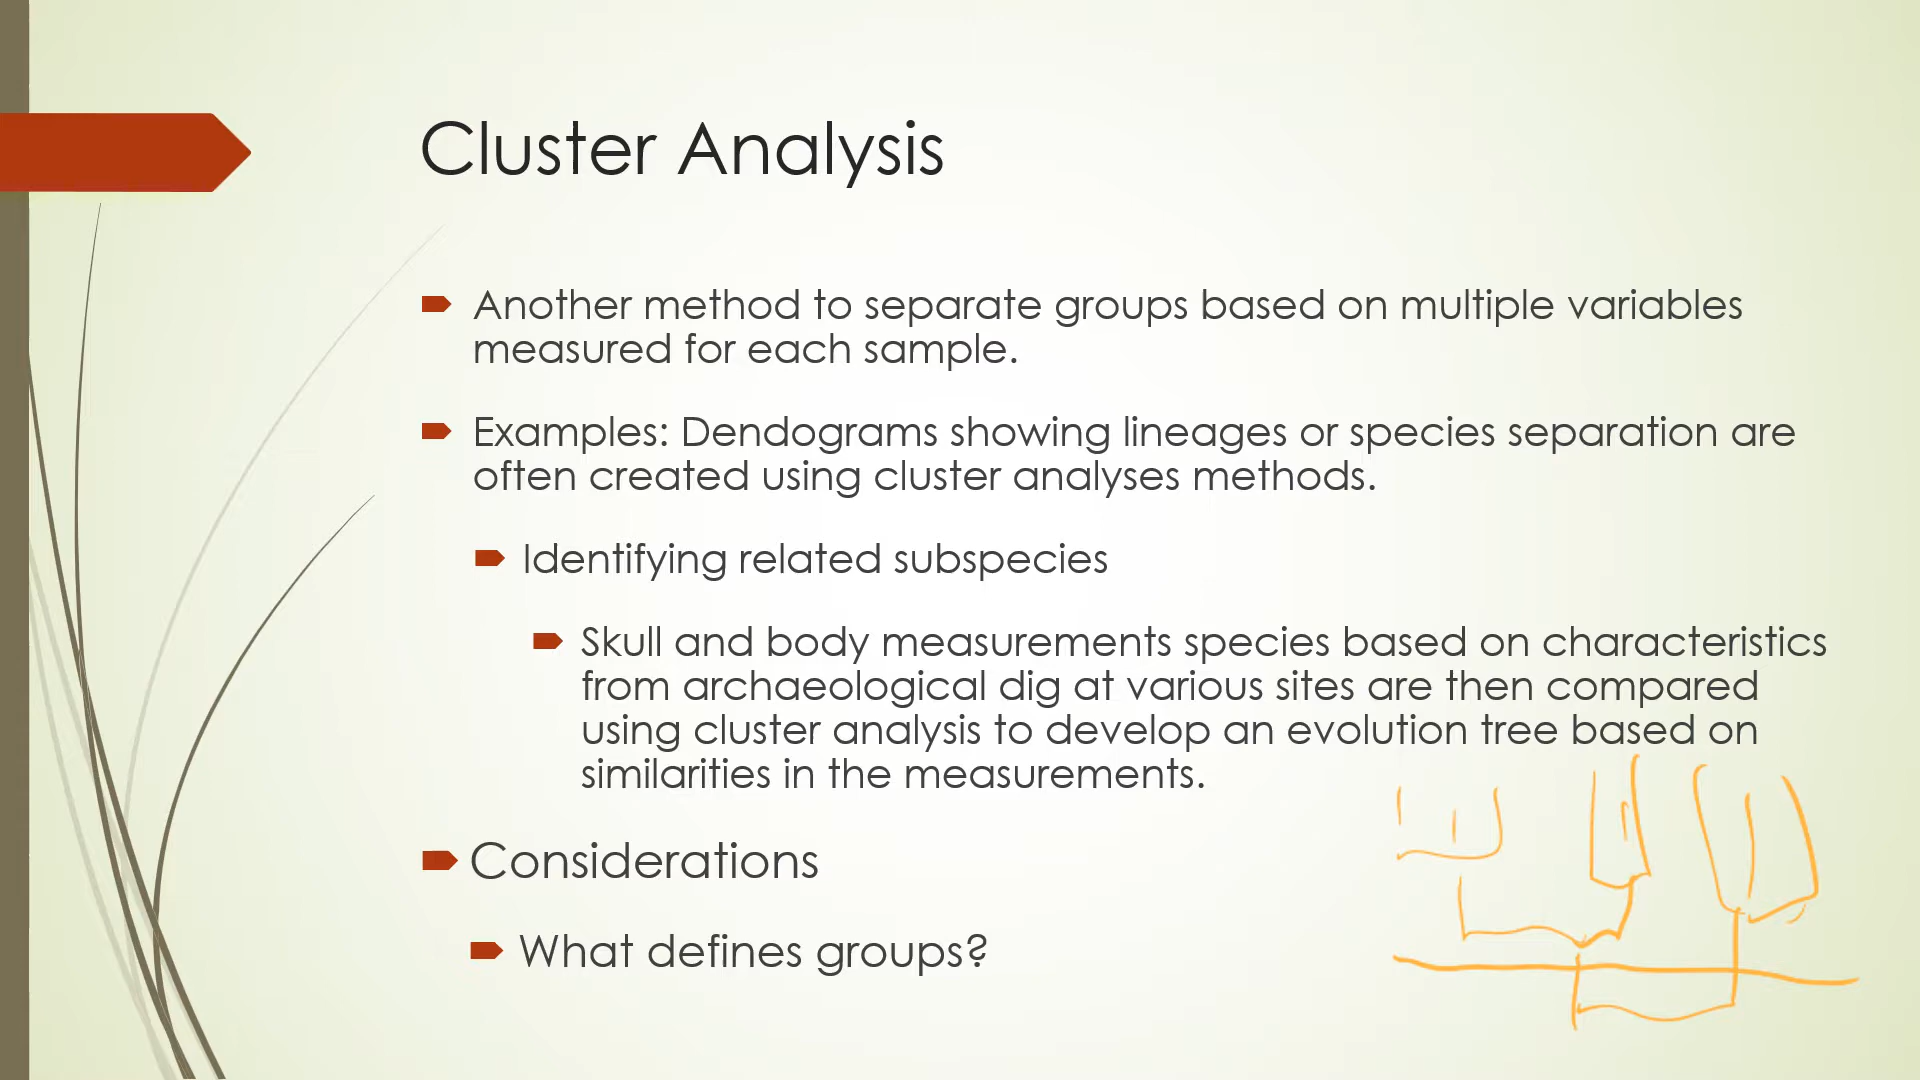 Cluster Analysis
Another method to separate groups based on multiple variables
measured for each sample.
Examples: Dendograms showing lineages or species separation are
often created using cluster analyses methods.
Identifying related subspecies
Skull and body measurements species based on characteristics
from archaeological dig at various sites are then compared
using cluster analysis to develop an evolution tree based on
similarities in the measurements.
Considerations
What defines groups?